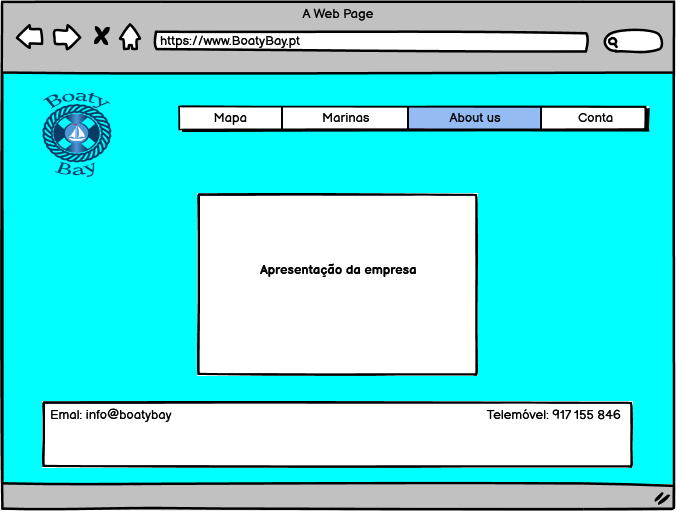 A Web Page
https://www.BoatyBay.pt
Boaty
Bay
Mapa Marinas About us Conta
Apresentação da empresa
Emal: info@boatybay Telemóvel: 917 155 846